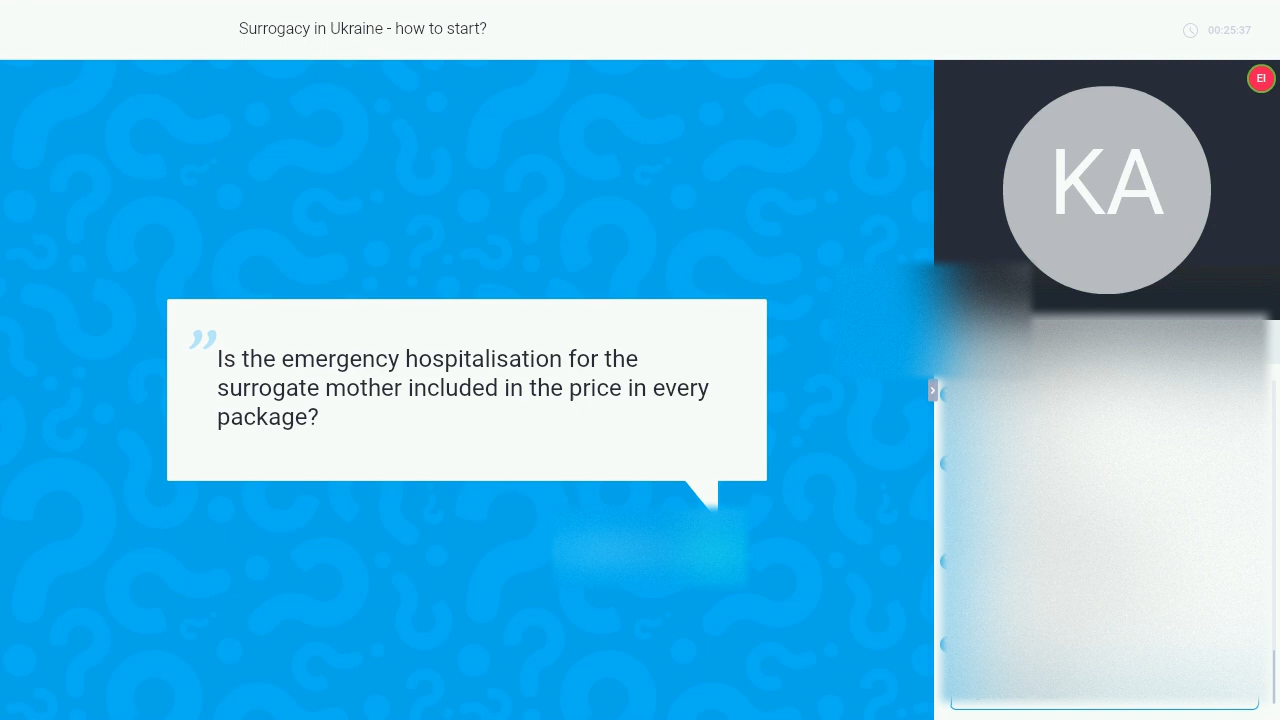 Surrogacy in Ukraine - how to start?
00:25:37
EI
KA
”
Is the emergency hospitalisation for the
surrogate mother included in the price in every
package?